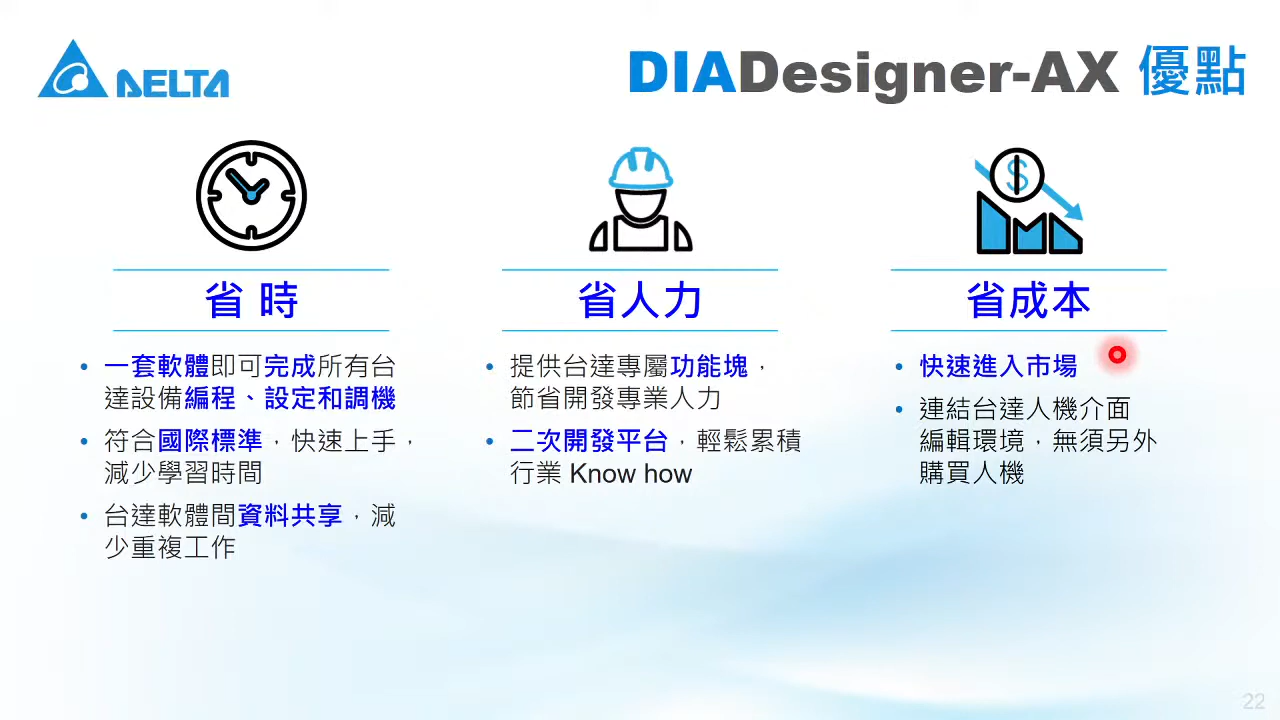 DELTA
DIADesigner-AX 優點
省 時
• 一套軟體即可完成所有台
達設備編程、設定和調機
• 符合國際標準，快速上手，
減少學習時間
• 台達軟體間資料共享，減
少重複工作
省人力
• 提供台達專屬功能塊，
節省開發專業人力
• 二次開發平台，輕鬆累積
行業 Know how
省成本
• 快速進入市場
• 連結台達人機介面
編輯環境，無須另外
購買人機
22